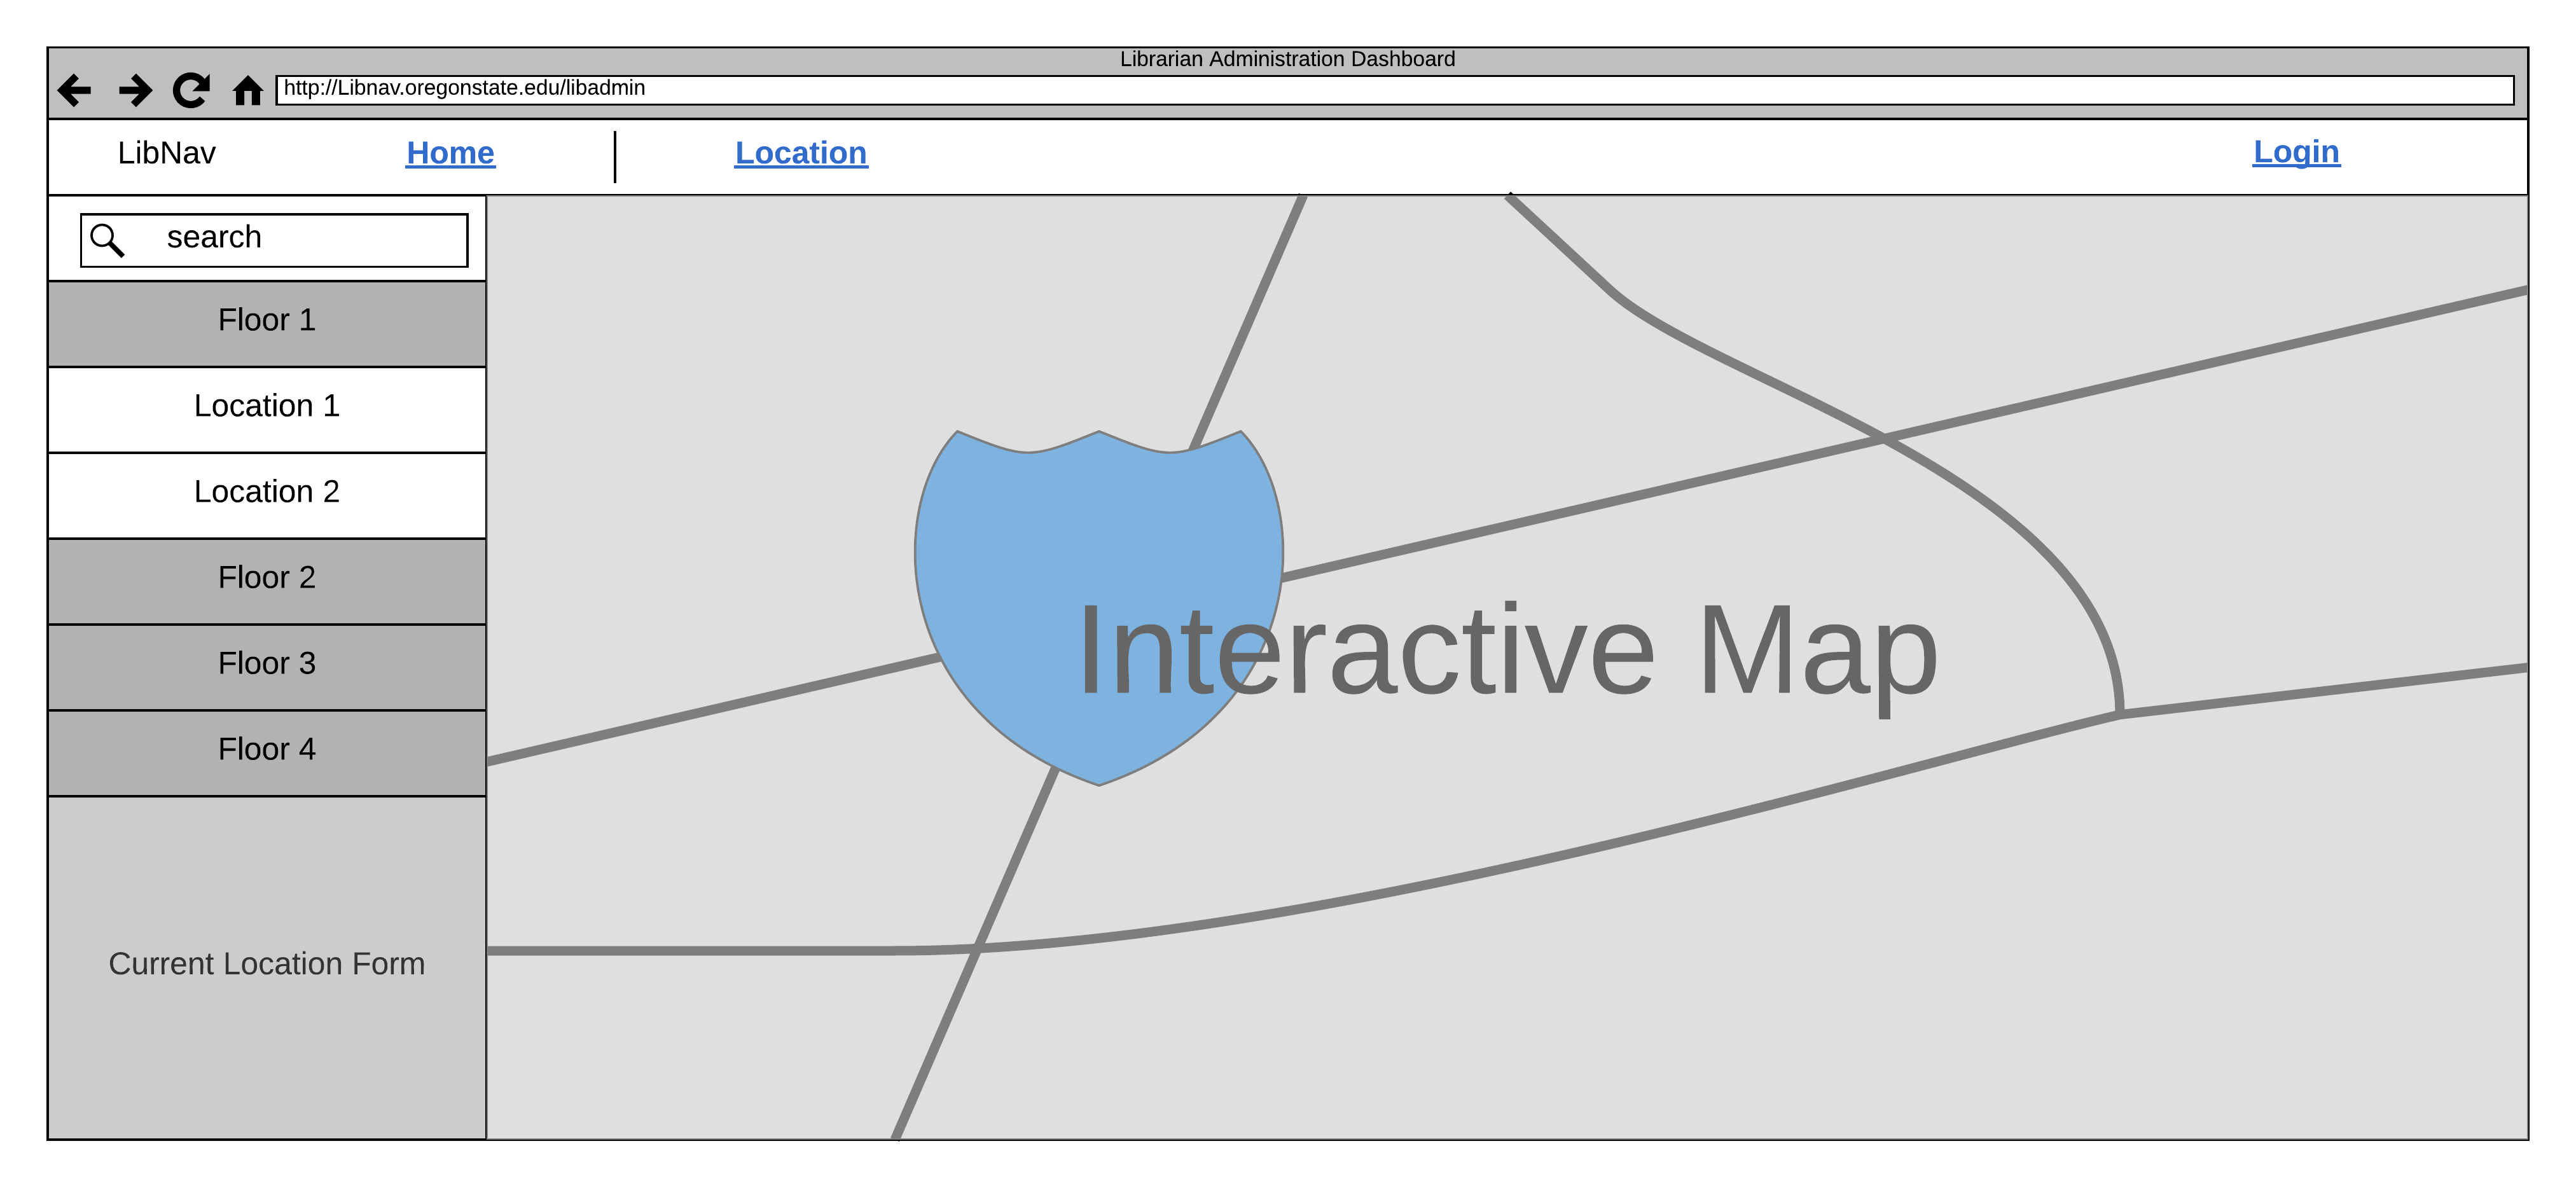 Librarian Administration Dashboard
http://Libnav.oregonstate.edu/libadmin
LibNav Home Location Login
search
Floor 1
Location 1
Location 2
Floor 2
Floor 3
Floor 4
Current Location Form
Interactive Map